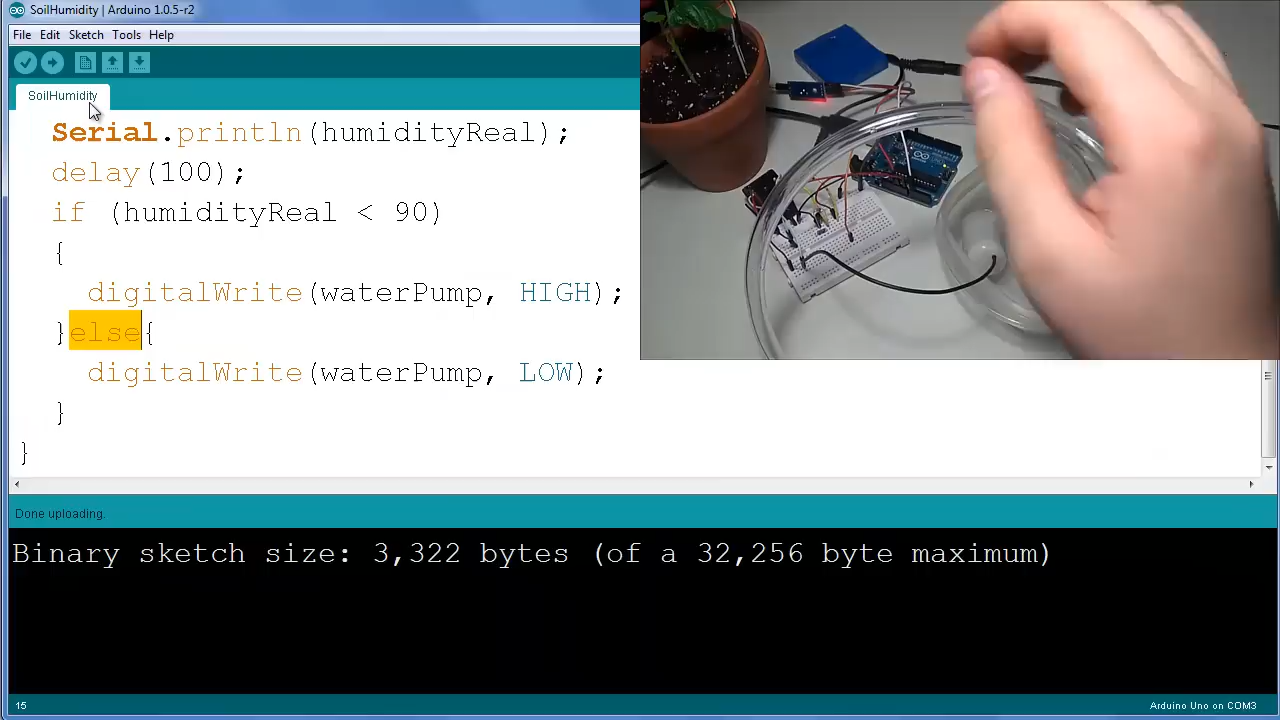 SoilHumidity | Arduino 1.0.5-r2
File Edit Sketch Tools Help
SoilHumidity
Serial.println(humidityReal);
delay(100);
if (humidityReal < 90)
{
digitalWrite(waterPump, HIGH);
}else{
digitalWrite(waterPump, LOW);
}
}
Done uploading.
Binary sketch size: 3,322 bytes (of a 32,256 byte maximum)
15
Arduino Uno on COM3